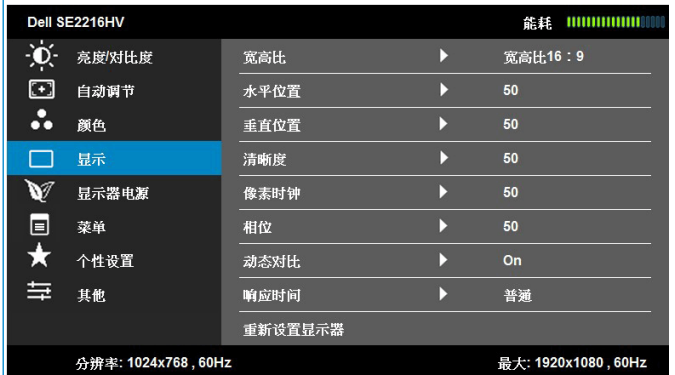 Dell SE2216HV 能耗
亮度/对比度 宽高比 宽高比16：9
自动调节 水平位置 50
颜色 垂直位置 50
显示 清晰度 50
显示器电源 像素时钟 50
菜单 相位 50
个性设置 动态对比 On
其他 响应时间 普通
重新设置显示器
分辨率: 1024x768 , 60Hz 最大: 1920x1080 , 60Hz